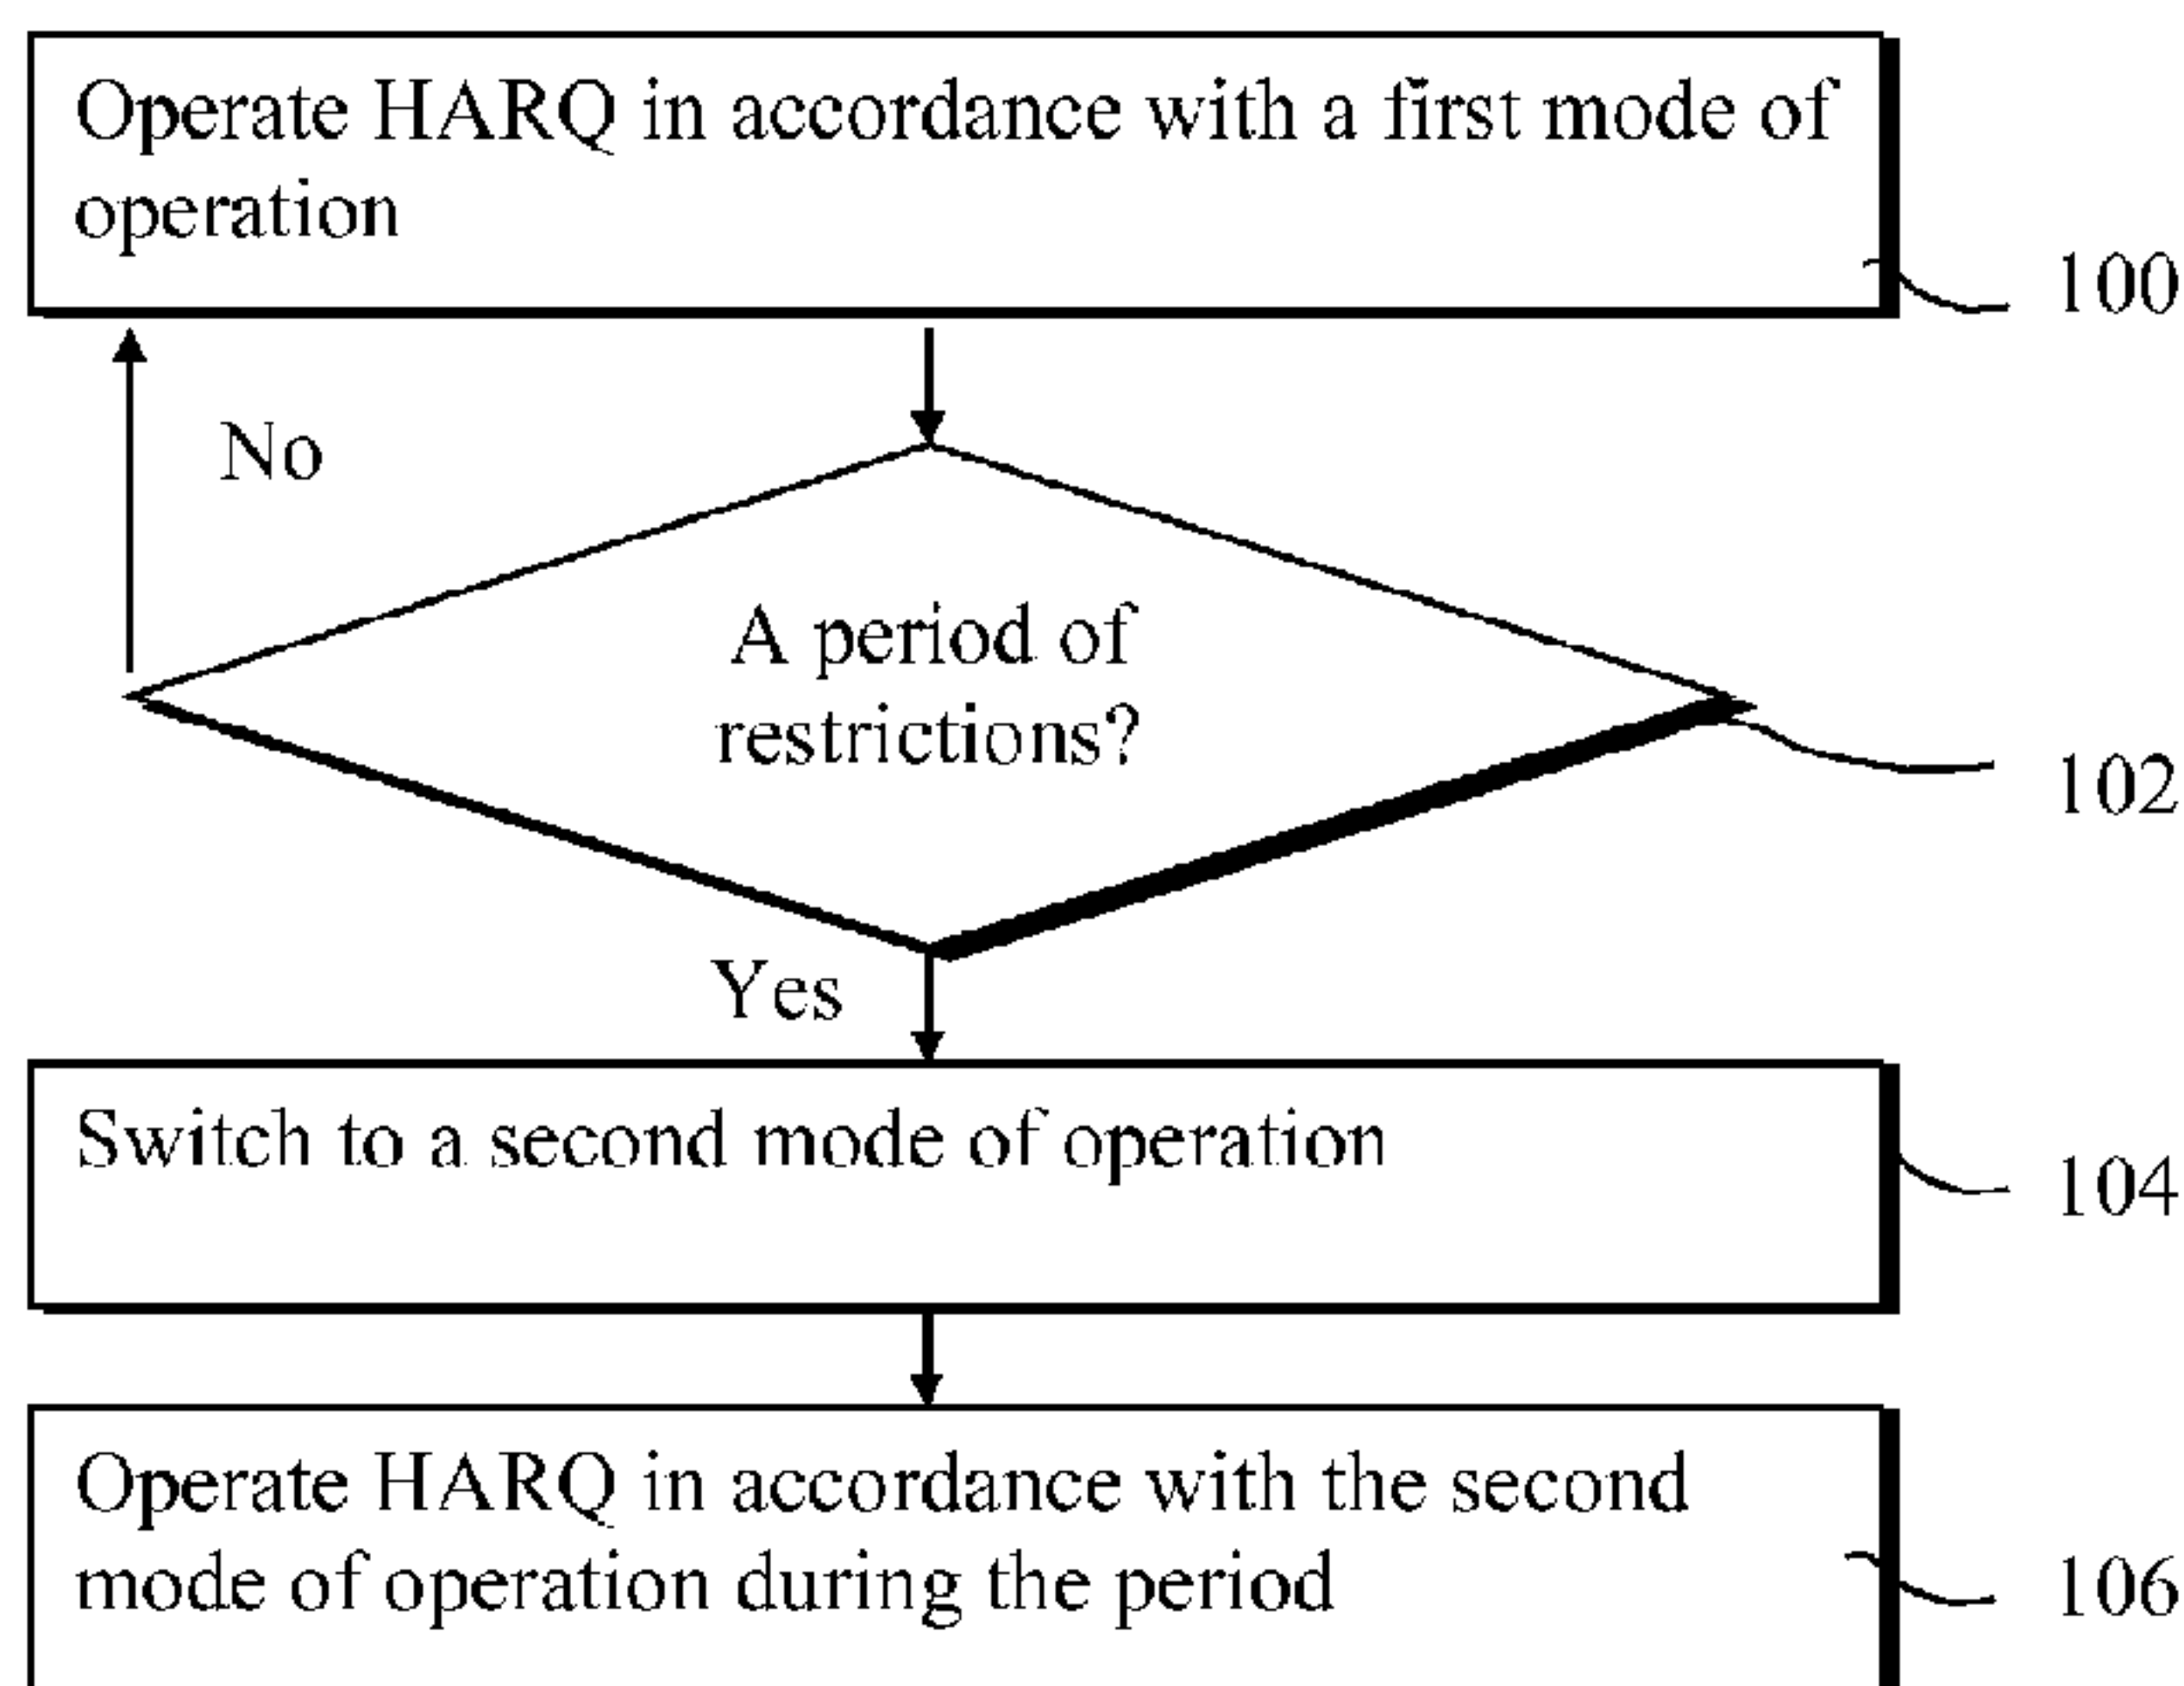 Operate HARQ in accordance with a first mode of
operation
100
No
A period of
restrictions?
102
Yes
Switch to a second mode of operation
104
Operate HARQ in accordance with the second
mode of operation during the period
106